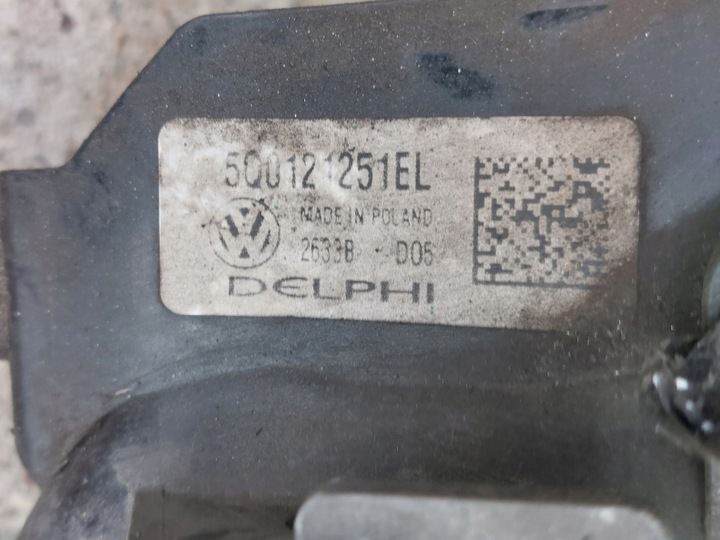 5Q0121251EL
MADE IN POLAND
2633B - D05
DELPHI